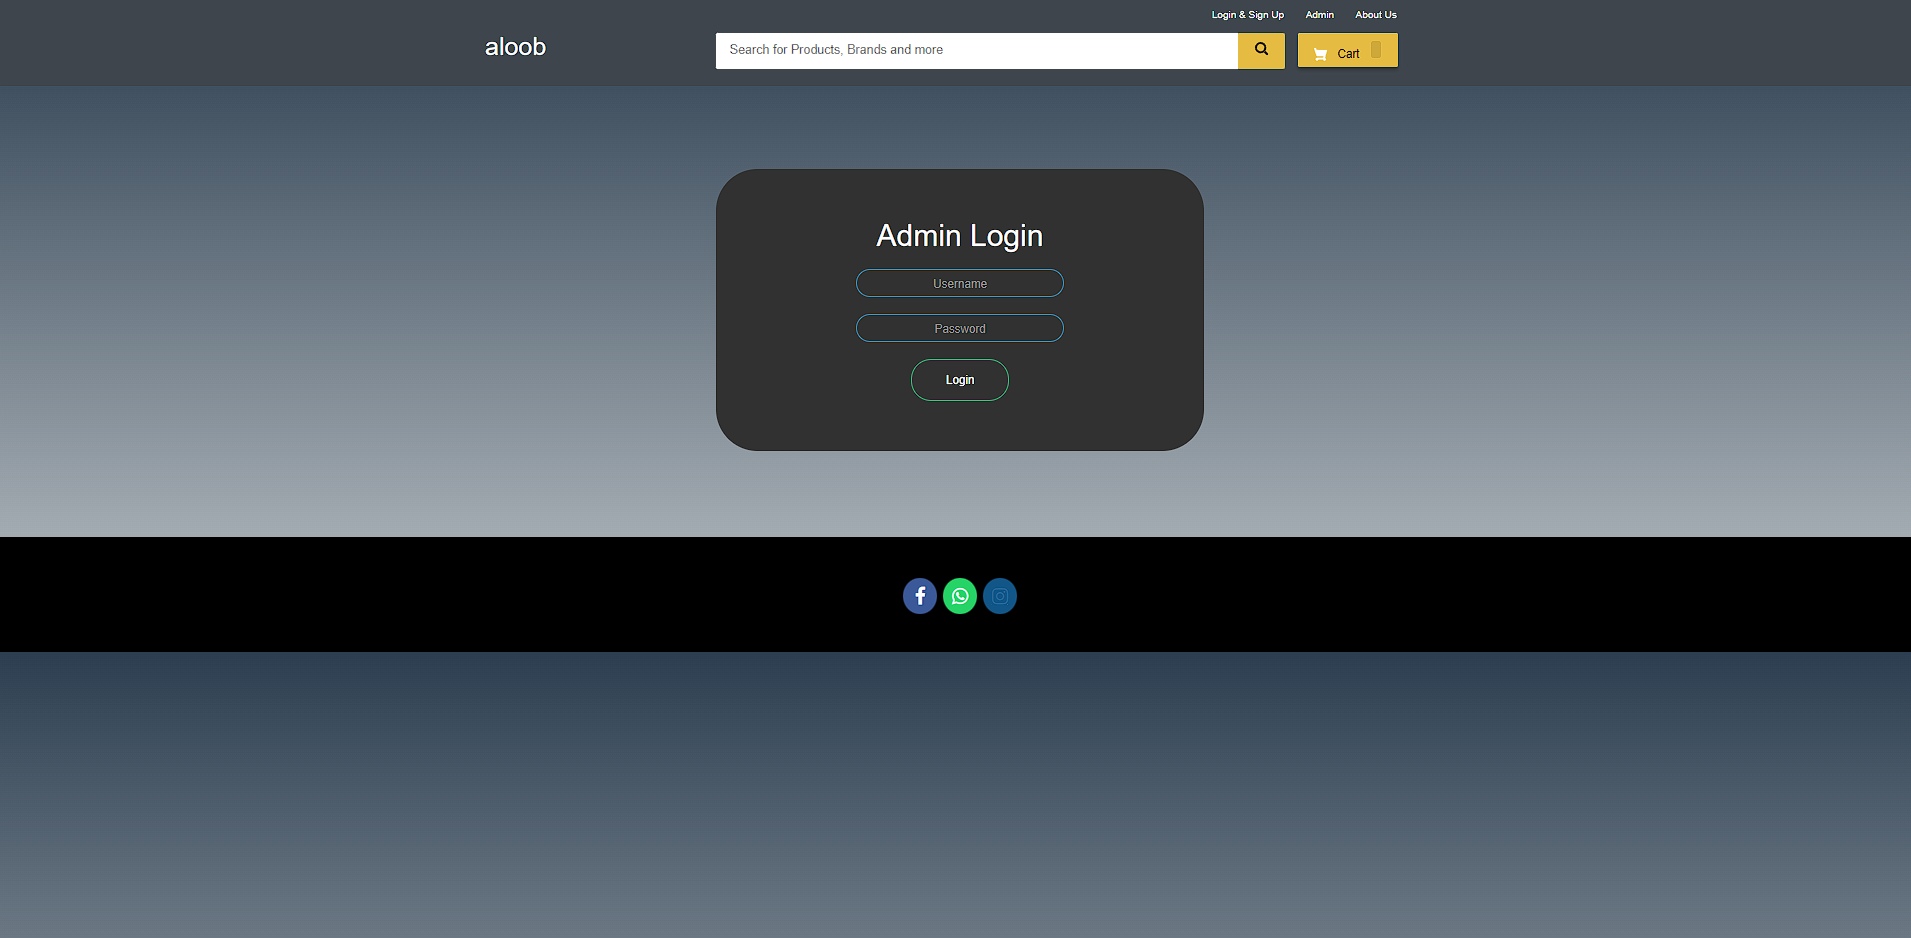 Login & Sign Up Admin About Us
aloob
Search for Products, Brands and more
Cart
Admin Login
Username
Password
Login